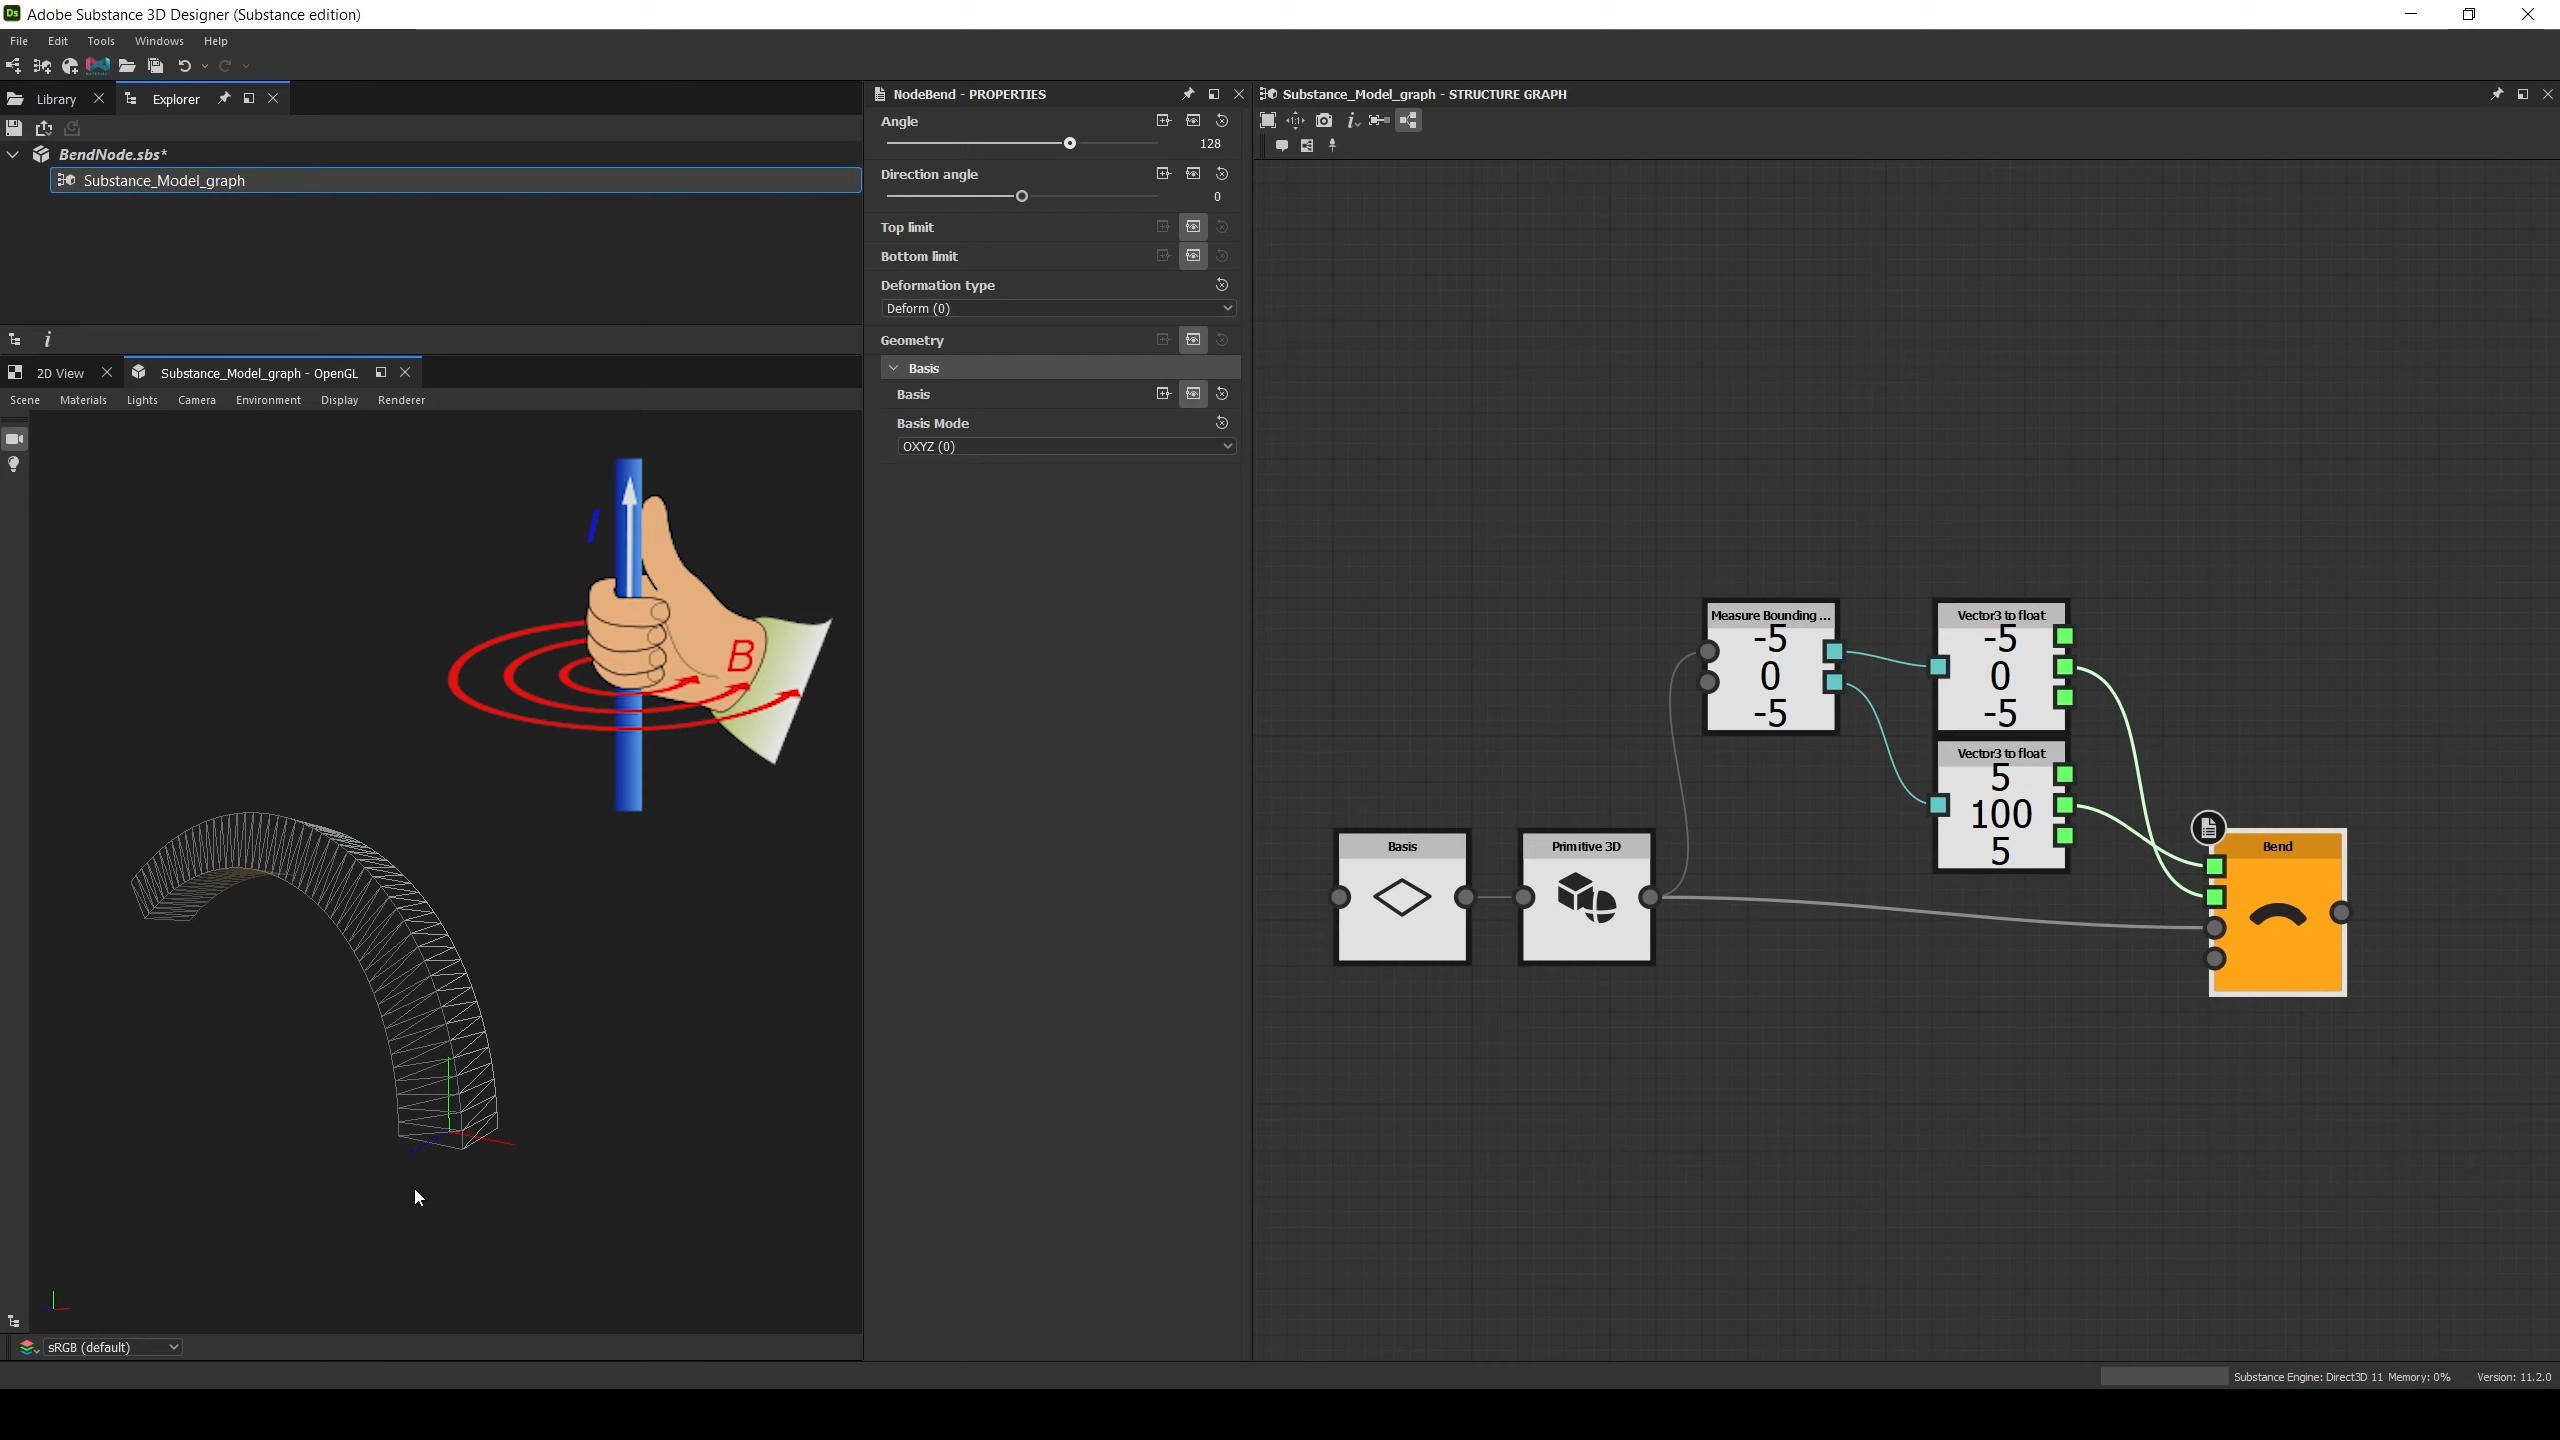 Ds Adobe Substance 3D Designer (Substance edition)
File Edit Tools Windows Help
Library Explorer
BendNode.sbs*
Substance_Model_graph
i
2D View Substance_Model_graph - OpenGL
Scene Materials Lights Camera Environment Display Renderer
I
B
sRGB (default)
NodeBend - PROPERTIES
Angle
128
Direction angle
0
Top limit
Bottom limit
Deformation type
Deform (0)
Geometry
Basis
Basis
Basis Mode
OXYZ (0)
Substance_Model_graph - STRUCTURE GRAPH
Measure Bounding ...
-5
0
-5
Vector3 to float
-5
0
-5
Vector3 to float
5
100
5
Basis
Primitive 3D
Bend
Substance Engine: Direct3D 11 Memory: 0% Version: 11.2.0